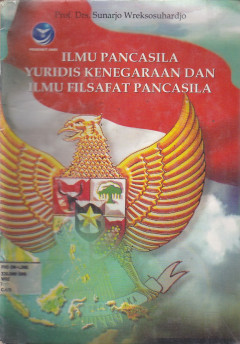 Prof. Drs. Sunarjo Wreksosuhardjo
ILMU PANCASILA
YURIDIS KENEGARAAN DAN
ILMU FILSAFAT PANCASILA